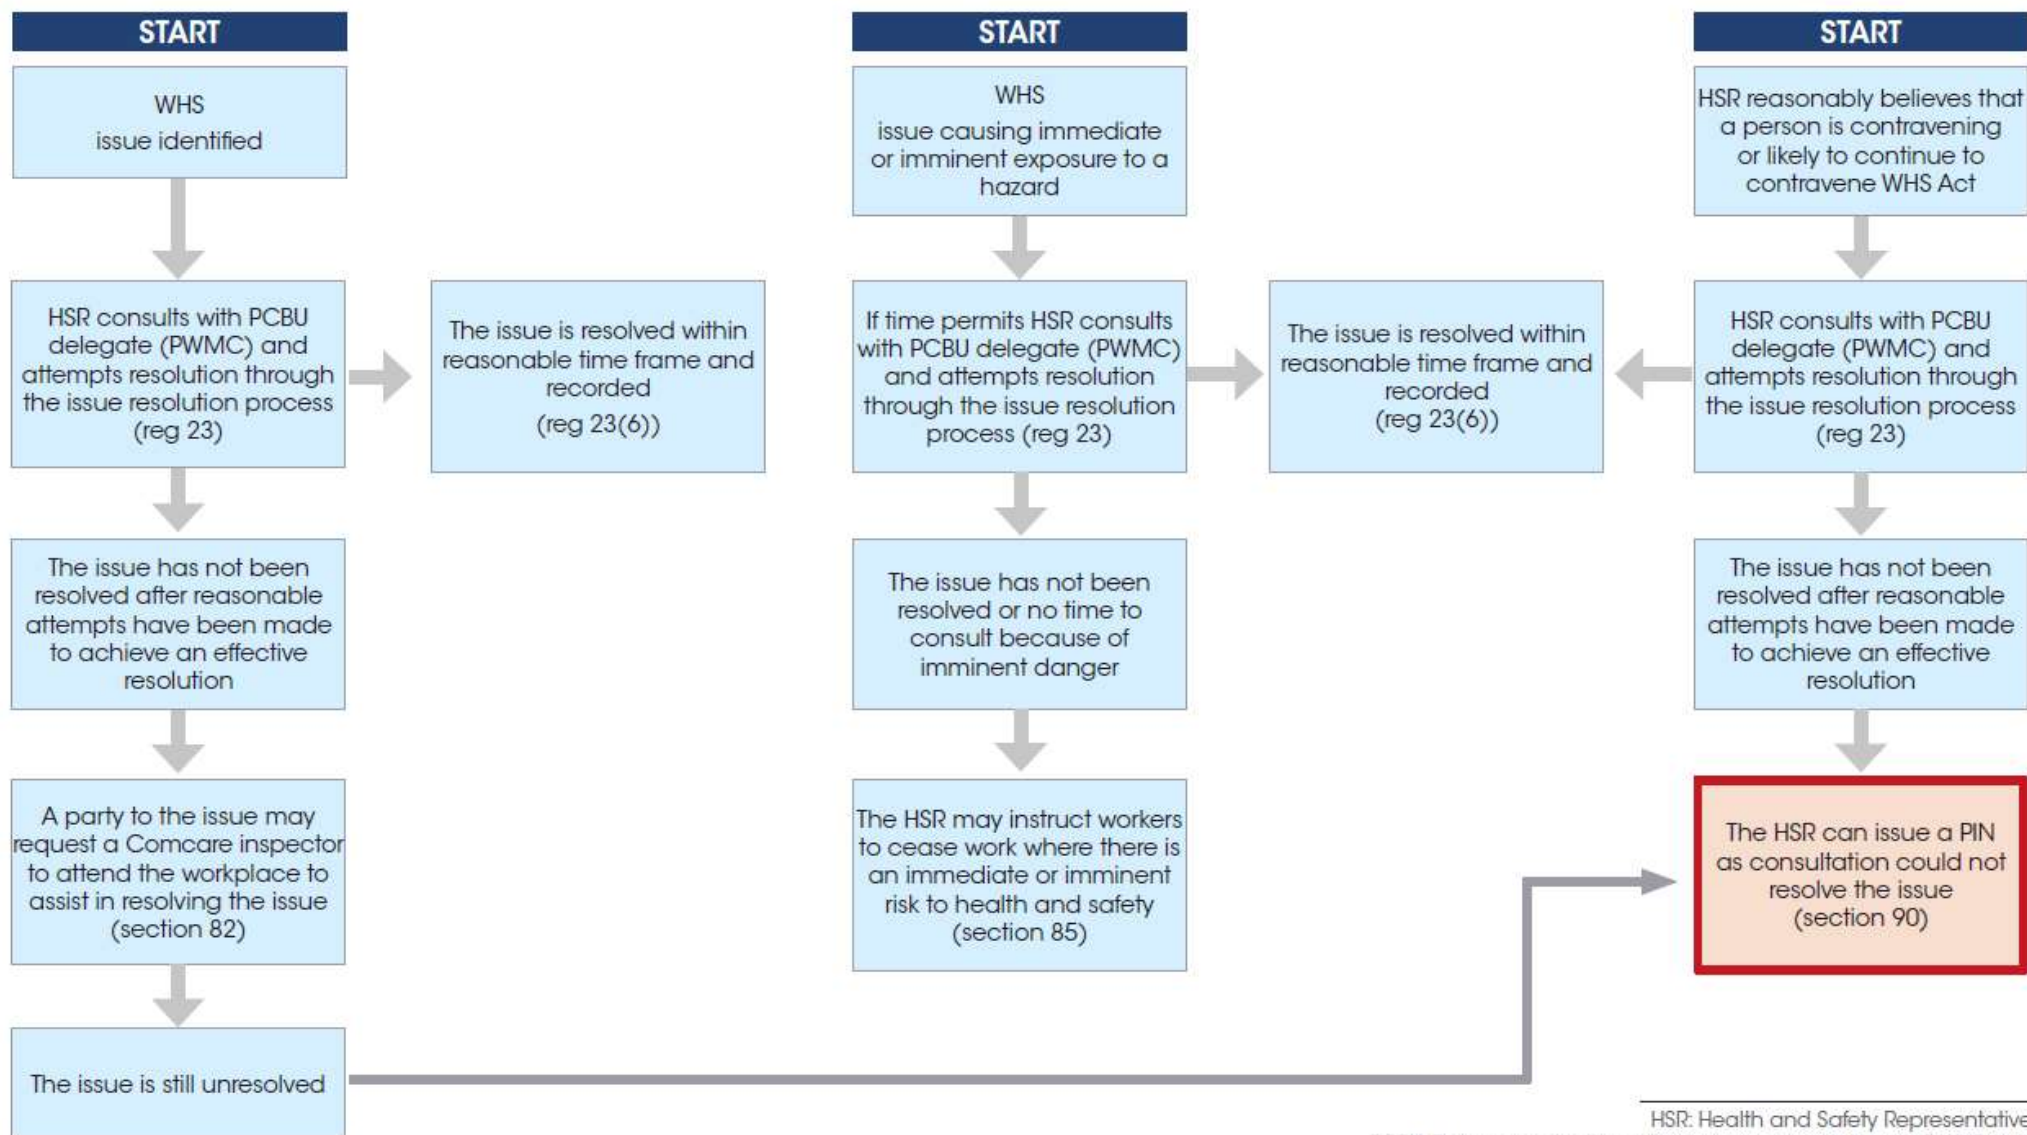 START
WHS
issue identified
HSR consults with PCBU
delegate (PWMC) and
attempts resolution through
the issue resolution process
(reg 23)
The issue is resolved within
reasonable time frame and
recorded
(reg 23(6))
The issue has not been
resolved after reasonable
attempts have been made
to achieve an effective
resolution
A party to the issue may
request a Comcare inspector
to attend the workplace to
assist in resolving the issue
(section 82)
The issue is still unresolved
START
WHS
issue causing immediate
or imminent exposure to a
hazard
If time permits HSR consults
with PCBU delegate (PWMC)
and attempts resolution
through the issue resolution
process (reg 23)
The issue is resolved within
reasonable time frame and
recorded
(reg 23(6))
The issue has not been
resolved or no time to
consult because of
imminent danger
The HSR may instruct workers
to cease work where there is
an immediate or imminent
risk to health and safety
(section 85)
START
HSR reasonably believes that
a person is contravening
or likely to continue to
contravene WHS Act
HSR consults with PCBU
delegate (PWMC) and
attempts resolution through
the issue resolution process
(reg 23)
The issue has not been
resolved after reasonable
attempts have been made
to achieve an effective
resolution
The HSR can issue a PIN
as consultation could not
resolve the issue
(section 90)
HSR: Health and Safety Representative